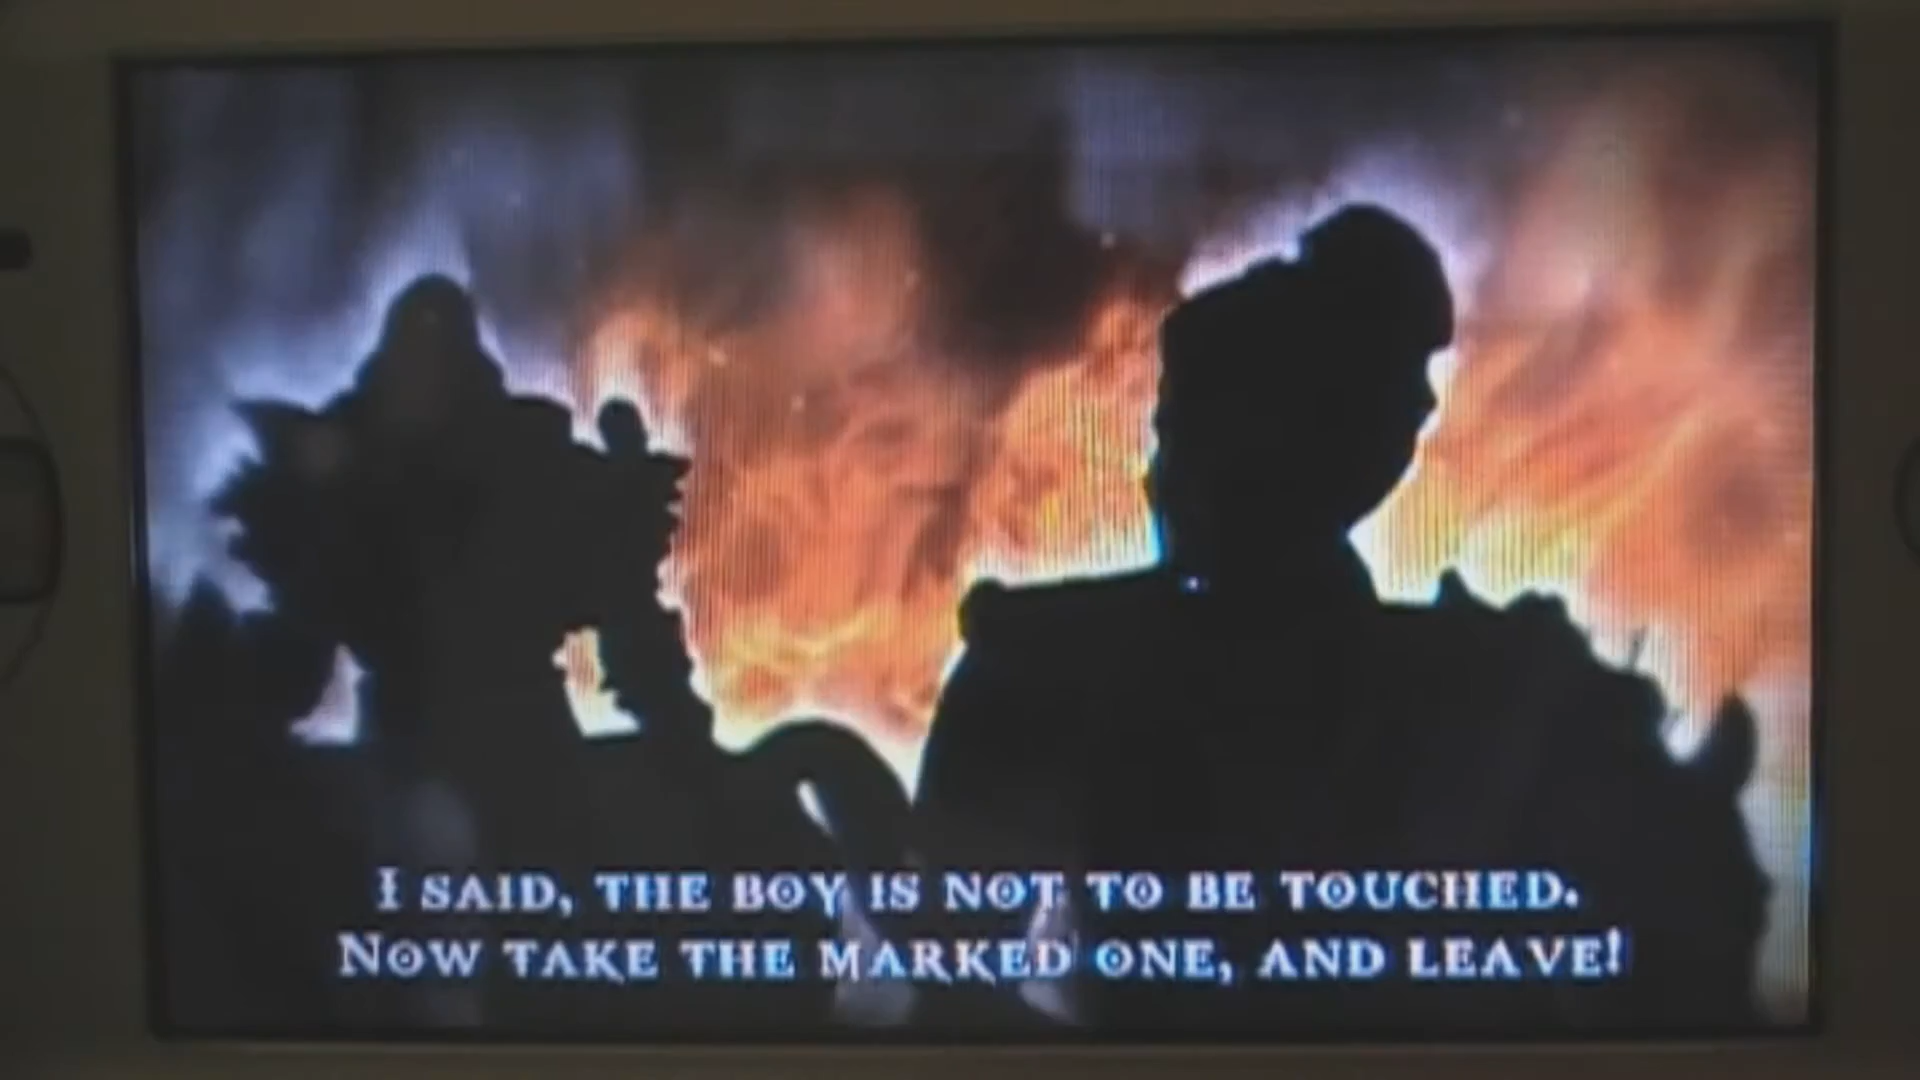 I SAID, THE BOY IS NOT TO BE TOUCHED.
NOW TAKE THE MARKED ONE, AND LEAVE!